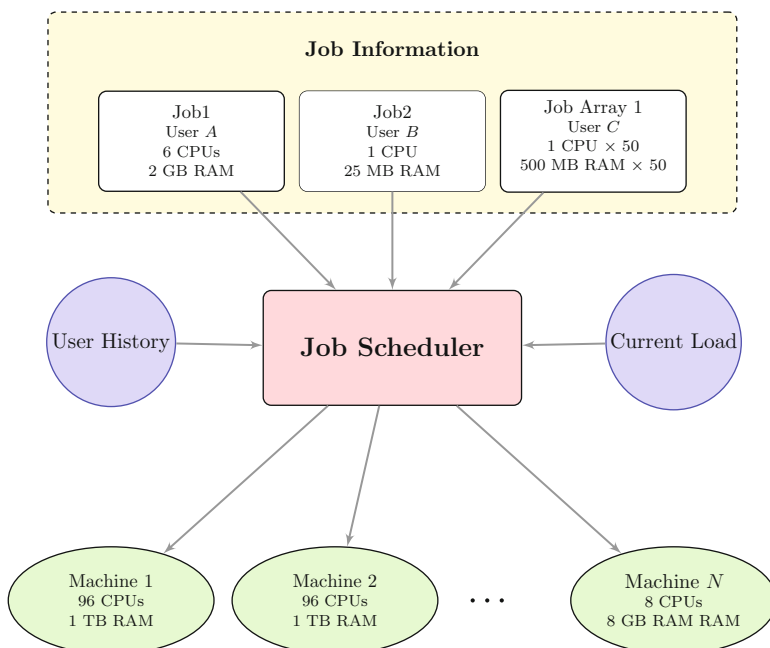 Job Information
Job1
User A
6 CPUs
2 GB RAM
Job2
User B
1 CPU
25 MB RAM
Job Array 1
User C
1 CPU × 50
500 MB RAM × 50
User History
Job Scheduler
Current Load
Machine 1
96 CPUs
1 TB RAM
Machine 2
96 CPUs
1 TB RAM
...
Machine N
8 CPUs
8 GB RAM RAM